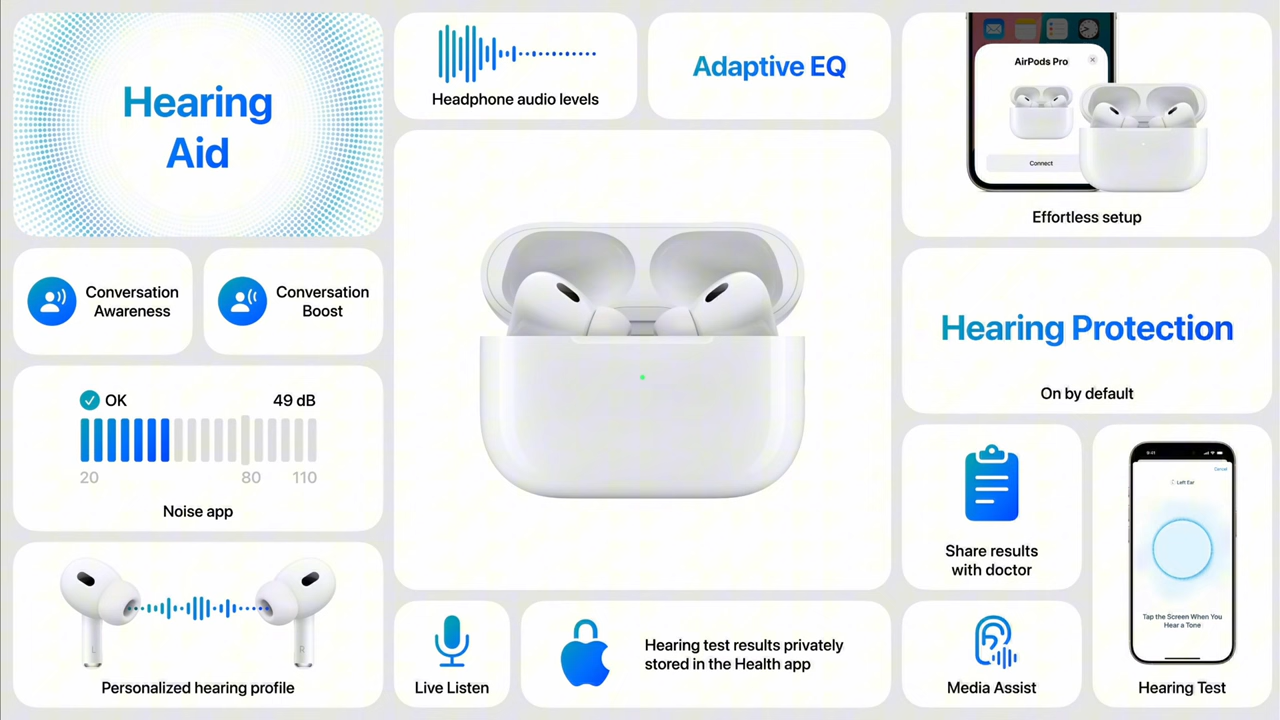 Hearing
Aid
Headphone audio levels
Adaptive EQ
AirPods Pro
Connect
Effortless setup
Conversation
Awareness
Conversation
Boost
Hearing Protection
On by default
OK
49 dB
20
80
110
Noise app
Share results
with doctor
9:41
Cancel
Left Ear
Tap the Screen When You
Hear a Tone
Hearing Test
L
R
Personalized hearing profile
Live Listen
Hearing test results privately
stored in the Health app
Media Assist